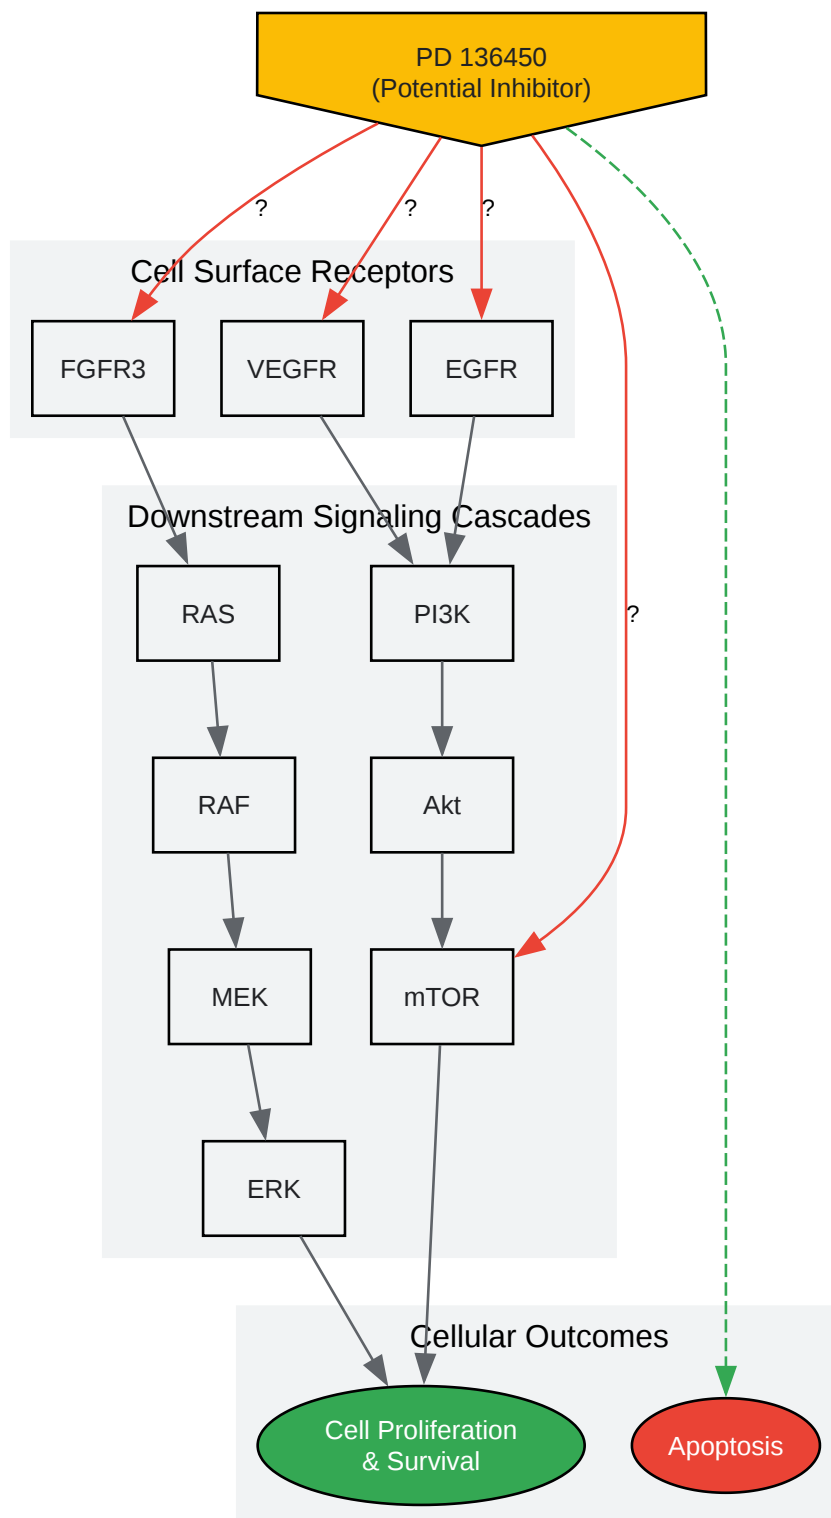 PD 136450
(Potential Inhibitor)
?
?
?
Cell Surface Receptors
FGFR3
VEGFR
EGFR
Downstream Signaling Cascades
RAS
PI3K
?
RAF
Akt
MEK
mTOR
ERK
Cellular Outcomes
Cell Proliferation
& Survival
Apoptosis